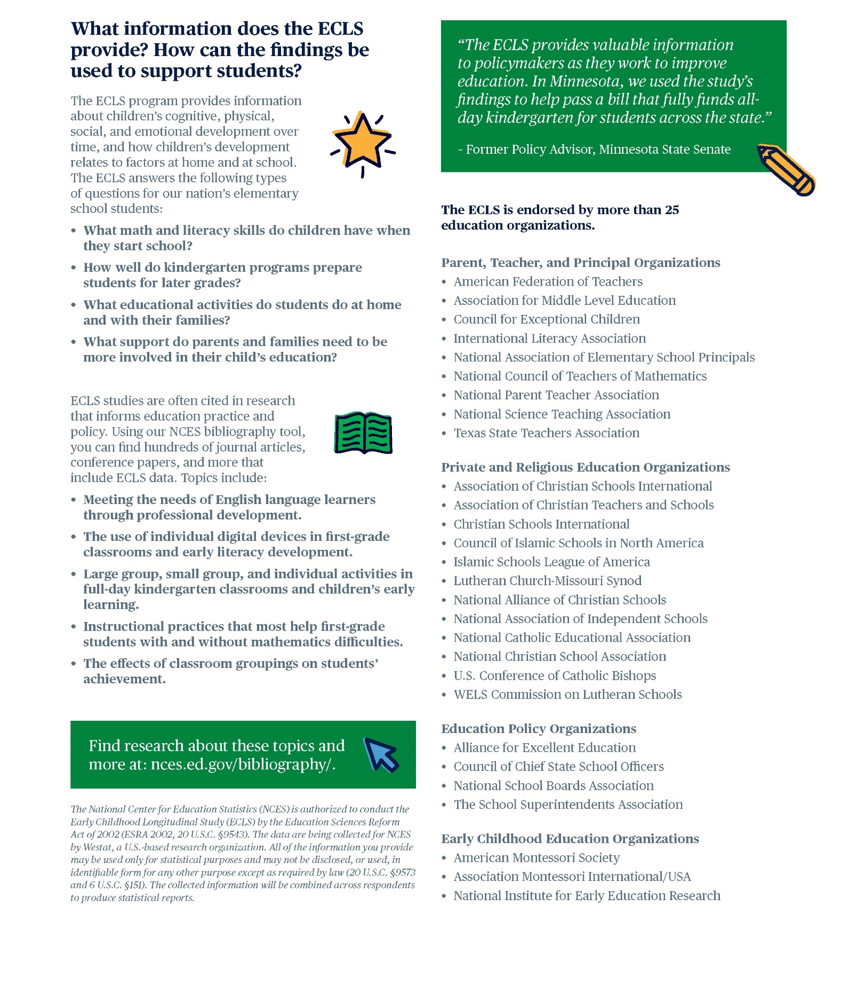 What information does the ECLS
provide? How can the findings be
used to support students?
The ECLS program provides information
about children's cognitive, physical,
social, and emotional development over
time, and how children's development
relates to factors at home and at school.
The ECLS answers the following types
of questions for our nation's elementary
school students:
• What math and literacy skills do children have when
they start school?
• How well do kindergarten programs prepare
students for later grades?
• What educational activities do students do at home
and with their families?
• What support do parents and families need to be
more involved in their child's education?
ECLS studies are often cited in research
that informs education practice and
policy. Using our NCES bibliography tool,
you can find hundreds of journal articles,
conference papers, and more that
include ECLS data. Topics include:
• Meeting the needs of English language learners
through professional development.
• The use of individual digital devices in first-grade
classrooms and early literacy development.
• Large group, small group, and individual activities in
full-day kindergarten classrooms and children's early
learning.
• Instructional practices that most help first-grade
students with and without mathematics difficulties.
• The effects of classroom groupings on students'
achievement.
Find research about these topics and
more at: nces.ed.gov/bibliography/.
The National Center for Education Statistics (NCES) is authorized to conduct the
Early Childhood Longitudinal Study (ECLS) by the Education Sciences Reform
Act of 2002 (ESRA 2002, 20 U.S.C. §9543). The data are being collected for NCES
by Westat, a U.S.-based research organization. All of the information you provide
may be used only for statistical purposes and may not be disclosed, or used, in
identifiable form for any other purpose except as required by law (20 U.S.C. §9573
and 6 U.S.C. §151). The collected information will be combined across respondents
to produce statistical reports.
“The ECLS provides valuable information
to policymakers as they work to improve
education. In Minnesota, we used the study's
findings to help pass a bill that fully funds all-
day kindergarten for students across the state.”
- Former Policy Advisor, Minnesota State Senate
The ECLS is endorsed by more than 25
education organizations.
Parent, Teacher, and Principal Organizations
• American Federation of Teachers
• Association for Middle Level Education
• Council for Exceptional Children
• International Literacy Association
• National Association of Elementary School Principals
• National Council of Teachers of Mathematics
• National Parent Teacher Association
• National Science Teaching Association
• Texas State Teachers Association
Private and Religious Education Organizations
• Association of Christian Schools International
• Association of Christian Teachers and Schools
• Christian Schools International
• Council of Islamic Schools in North America
• Islamic Schools League of America
• Lutheran Church-Missouri Synod
• National Alliance of Christian Schools
• National Association of Independent Schools
• National Catholic Educational Association
• National Christian School Association
• U.S. Conference of Catholic Bishops
• WELS Commission on Lutheran Schools
Education Policy Organizations
• Alliance for Excellent Education
• Council of Chief State School Officers
• National School Boards Association
• The School Superintendents Association
Early Childhood Education Organizations
• American Montessori Society
• Association Montessori International/USA
• National Institute for Early Education Research